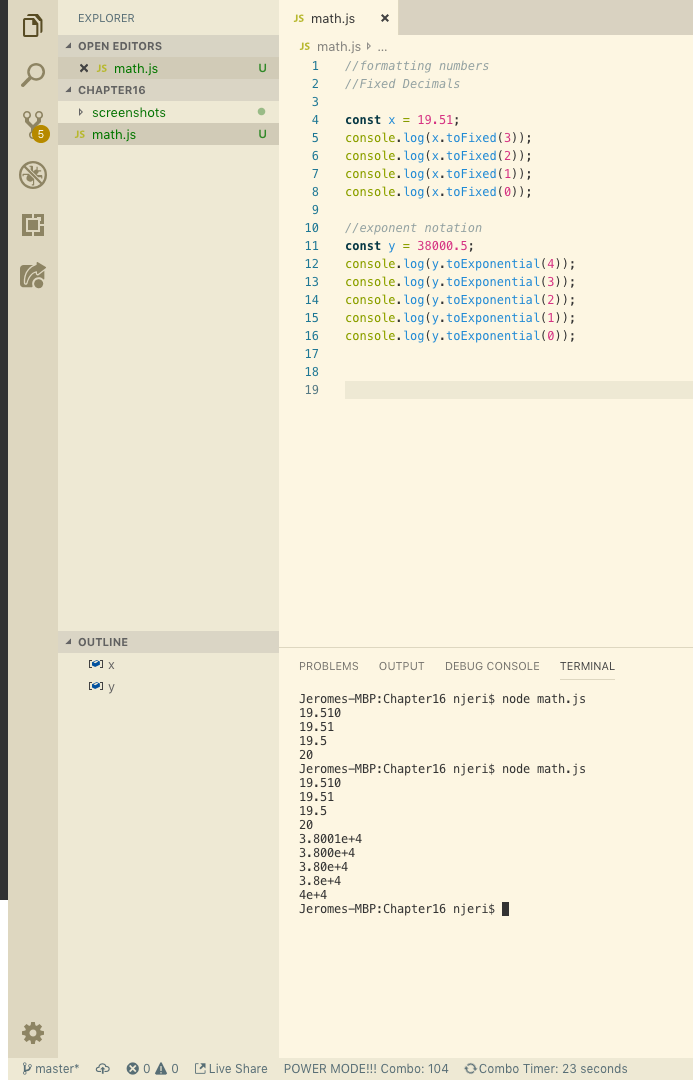 EXPLORER
OPEN EDITORS
JS math.js U
CHAPTER16
screenshots
JS math.js U
5
OUTLINE
x
y
JS math.js
JS math.js ...
1 //formatting numbers
2 //Fixed Decimals
3
4 const x = 19.51;
5 console.log(x.toFixed(3));
6 console.log(x.toFixed(2));
7 console.log(x.toFixed(1));
8 console.log(x.toFixed(0));
9
10 //exponent notation
11 const y = 38000.5;
12 console.log(y.toExponential(4));
13 console.log(y.toExponential(3));
14 console.log(y.toExponential(2));
15 console.log(y.toExponential(1));
16 console.log(y.toExponential(0));
17
18
19
PROBLEMS OUTPUT DEBUG CONSOLE TERMINAL
Jeromes-MBP:Chapter16 njeri$ node math.js
19.510
19.51
19.5
20
Jeromes-MBP:Chapter16 njeri$ node math.js
19.510
19.51
19.5
20
3.8001e+4
3.800e+4
3.80e+4
3.8e+4
4e+4
Jeromes-MBP:Chapter16 njeri$
master* 0 0 Live Share POWER MODE!!! Combo: 104 Combo Timer: 23 seconds